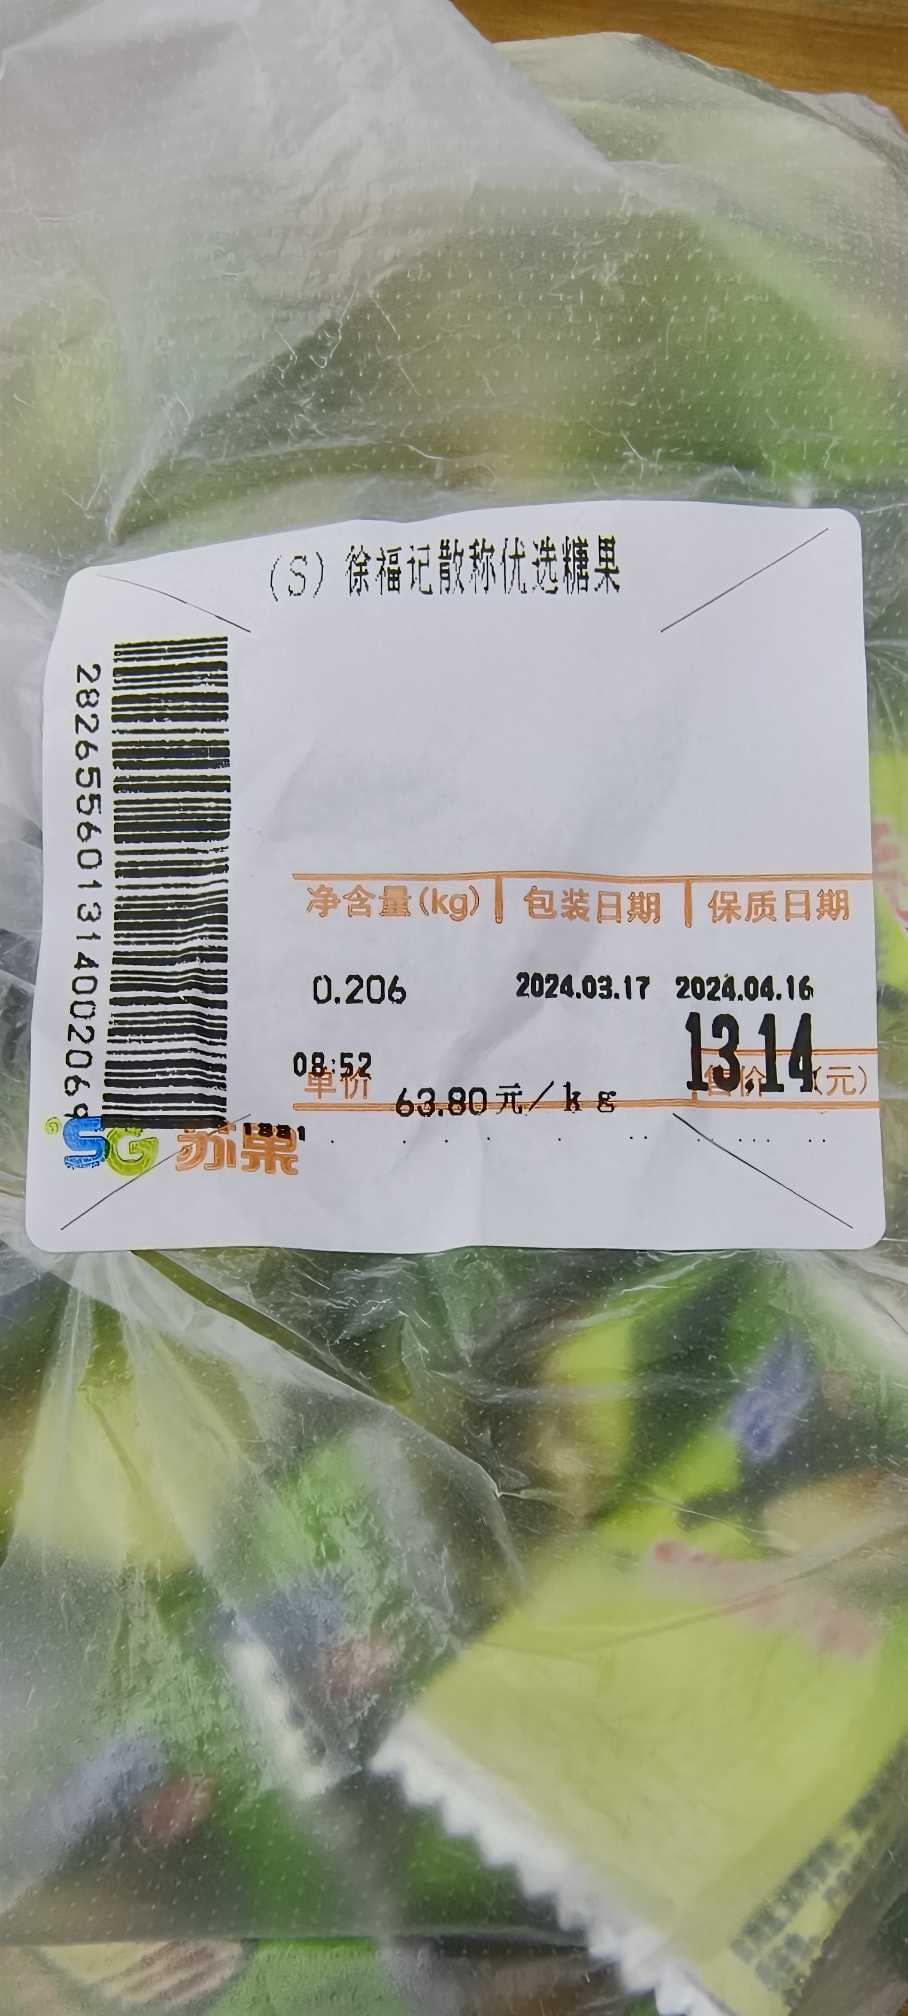 (S) 徐福记散称优选糖果
282655601314002069
净含量(kg) 包装日期 保质日期
0.206 2024.03.17 2024.04.16
08:52 13.14
单价 63.80元/kg 售价 (元)
SG 苏果